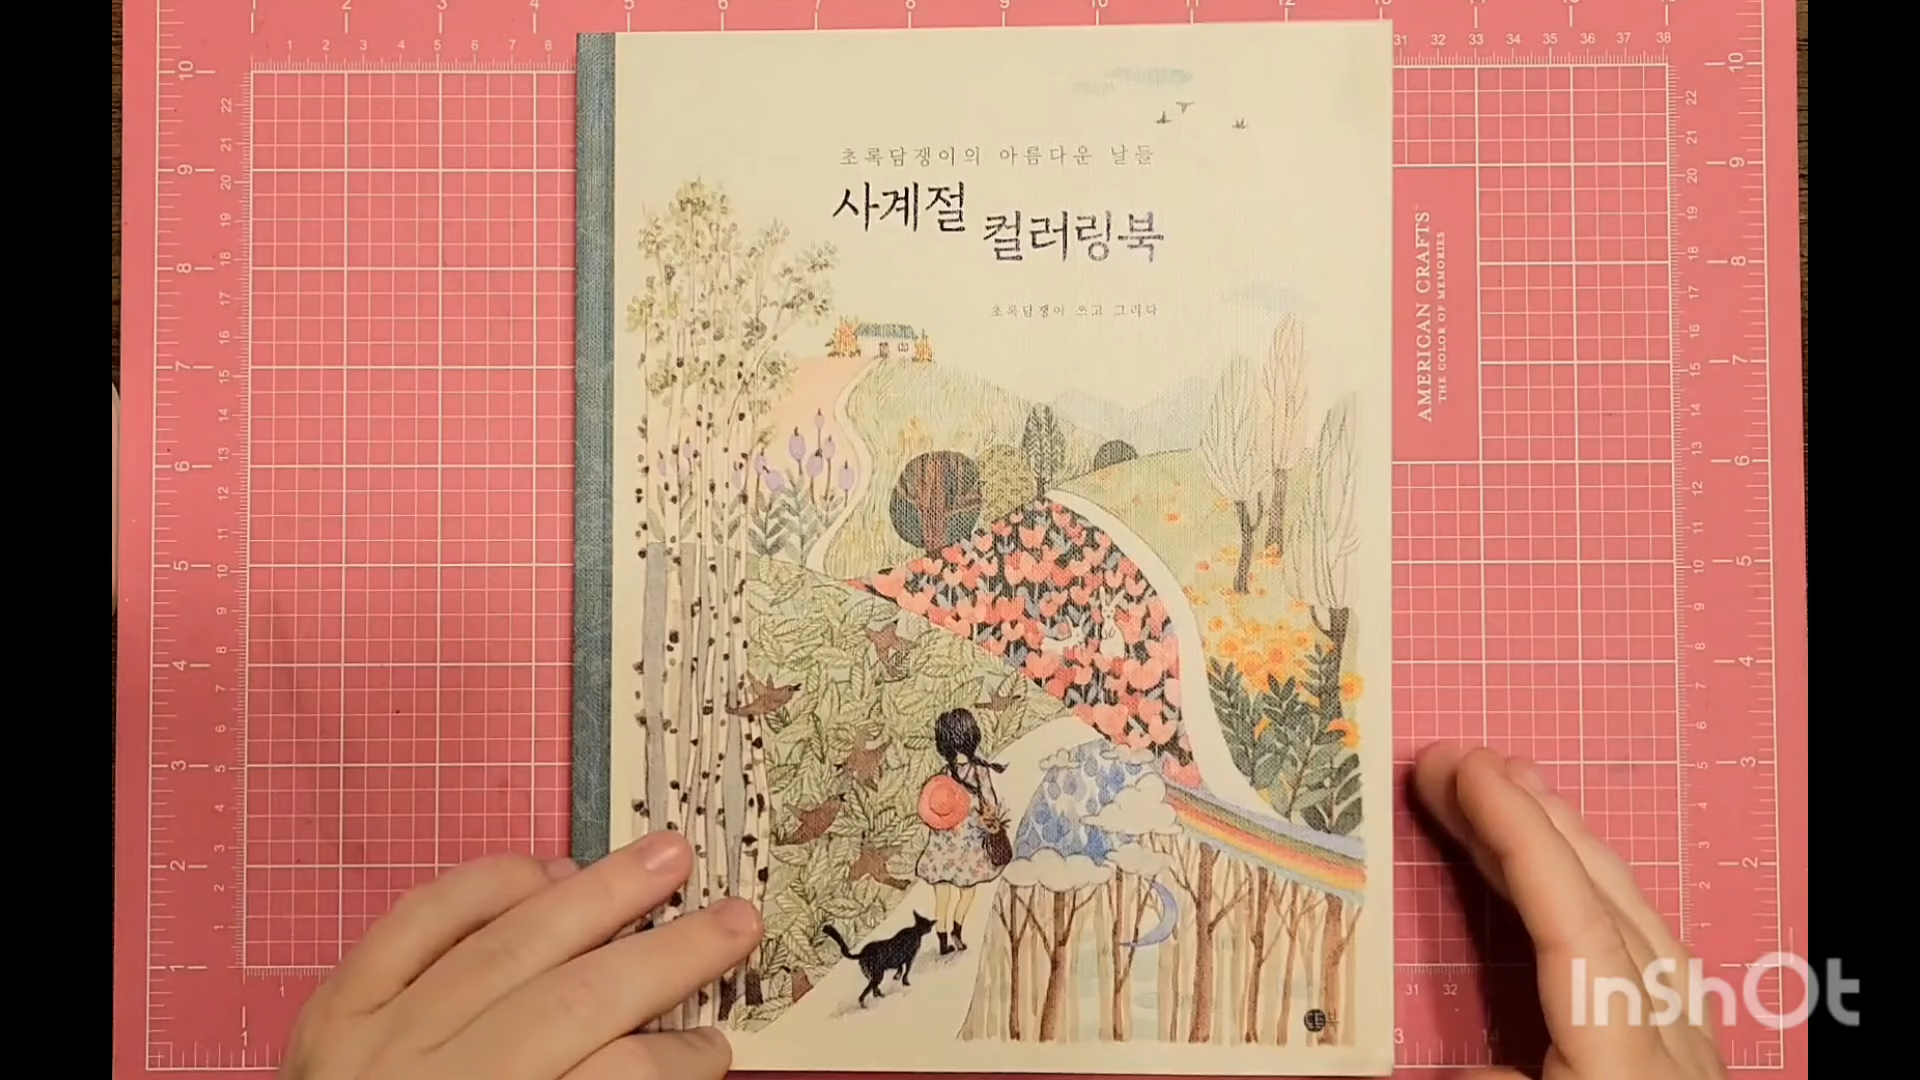 초록담쟁이의 아름다운 날들
사계절
컬러링북
초록담쟁이 쓰고 그리다
AMERICAN CRAFTS™
THE COLOR OF MEMORIES
InShOt